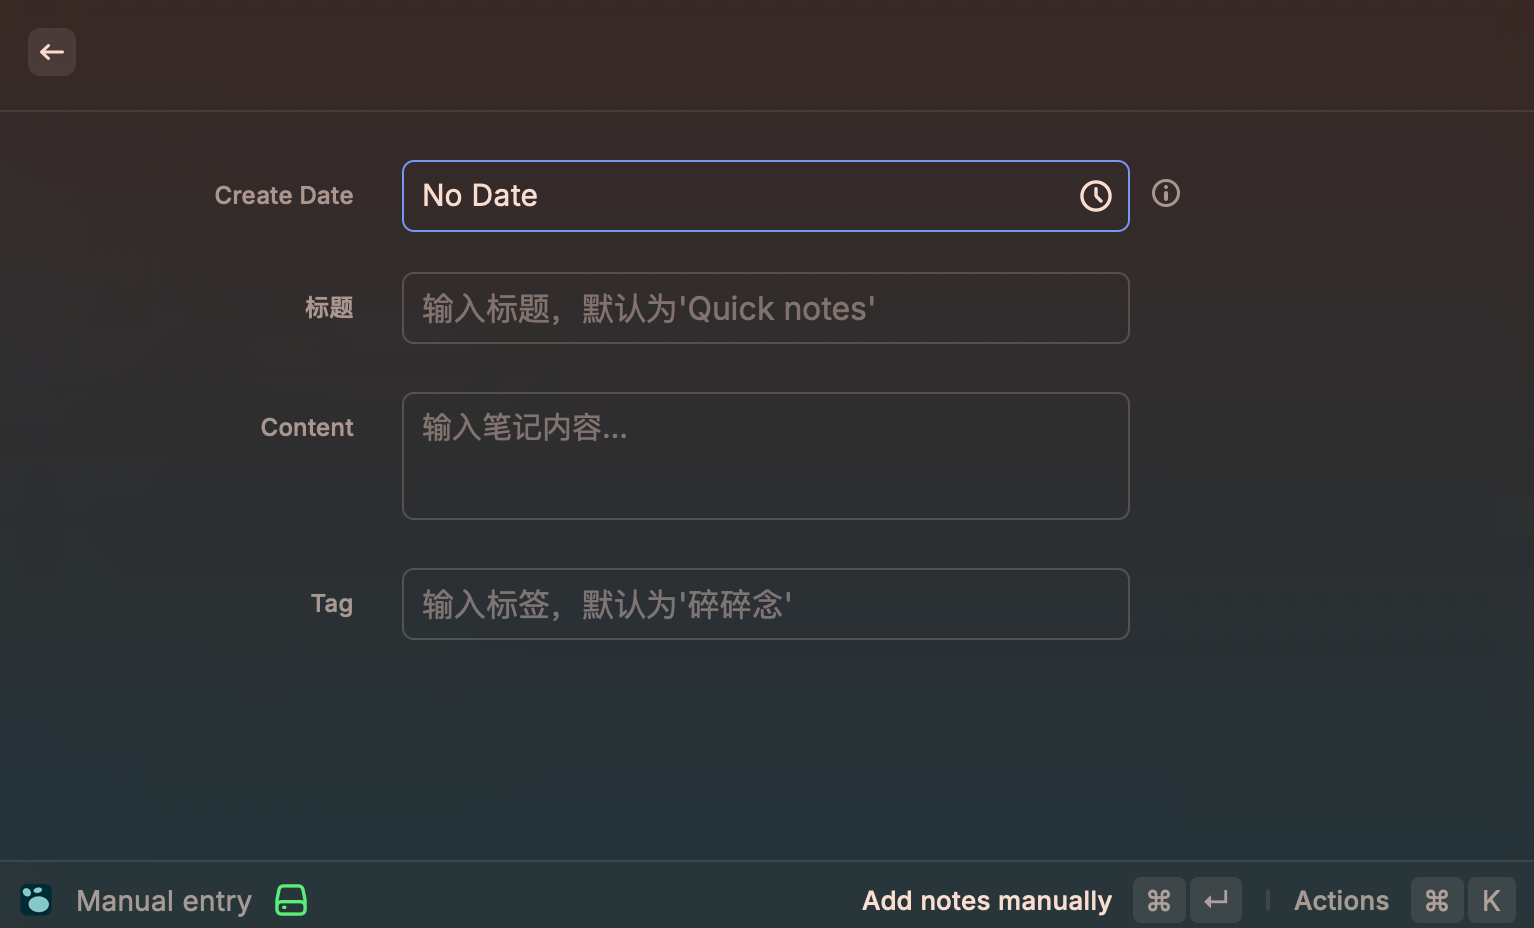 Create Date
No Date
标题
输入标题，默认为'Quick notes'
Content
输入笔记内容...
Tag
输入标签，默认为'碎碎念'
Manual entry
Add notes manually ⌘ ↵ | Actions ⌘ K